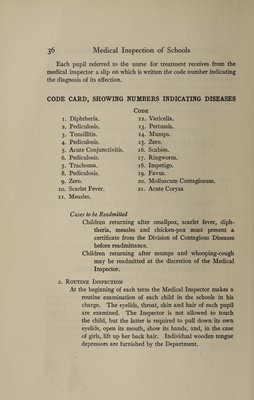 36 Medical Inspection of Schools
Each pupil referred to the nurse for treatment receives from the
medical inspector a slip on which is written the code number indicating
the diagnosis of its affection.
CODE CARD, SHOWING NUMBERS INDICATING DISEASES
Code
1. Diphtheria.
2. Pediculosis.
3. Tonsillitis.
4. Pediculosis.
5. Acute Conjunctivitis.
6. Pediculosis.
7. Trachoma.
8. Pediculosis.
9. Zero.
10. Scarlet Fever.
11. Measles.
12. Varicella.
13. Pertussis.
14. Mumps.
15. Zero.
16. Scabies.
17. Ringworm.
18. Impetigo.
19. Favus.
20. Molluscum Contagiosum.
21. Acute Coryza
Cases to be Readmitted
Children returning after smallpox, scarlet fever, diph-
theria, measles and chicken-pox must present a
certificate from the Division of Contagious Diseases
before readmittance.
Children returning after mumps and whooping-cough
may be readmitted at the discretion of the Medical
Inspector.
2. Routine Inspection
At the beginning of each term the Medical Inspector makes a
routine examination of each child in the schools in his
charge. The eyelids, throat, skin and hair of each pupil
are examined. The Inspector is not allowed to touch
the child, but the latter is required to pull down its own
eyelids, open its mouth, show its hands, and, in the case
of girls, lift up her back hair. Individual wooden tongue
depressors are furnished by the Department.